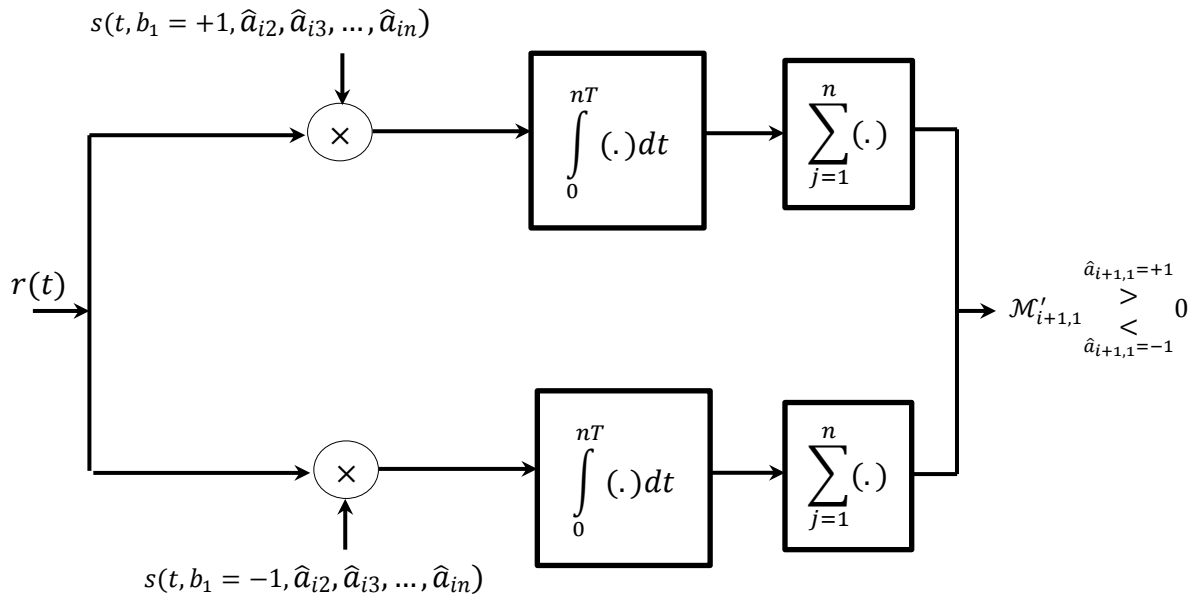 s(t, b₁ = +1, âᵢ₂, âᵢ₃, …, âᵢₙ)
×
nT
∫ (.)dt
0
n
∑(.)
j=1
r(t)
ℳ′ᵢ₊₁,₁
âᵢ₊₁,₁=+1
>
<
âᵢ₊₁,₁=−1
0
×
nT
∫ (.)dt
0
n
∑(.)
j=1
s(t, b₁ = −1, âᵢ₂, âᵢ₃, …, âᵢₙ)